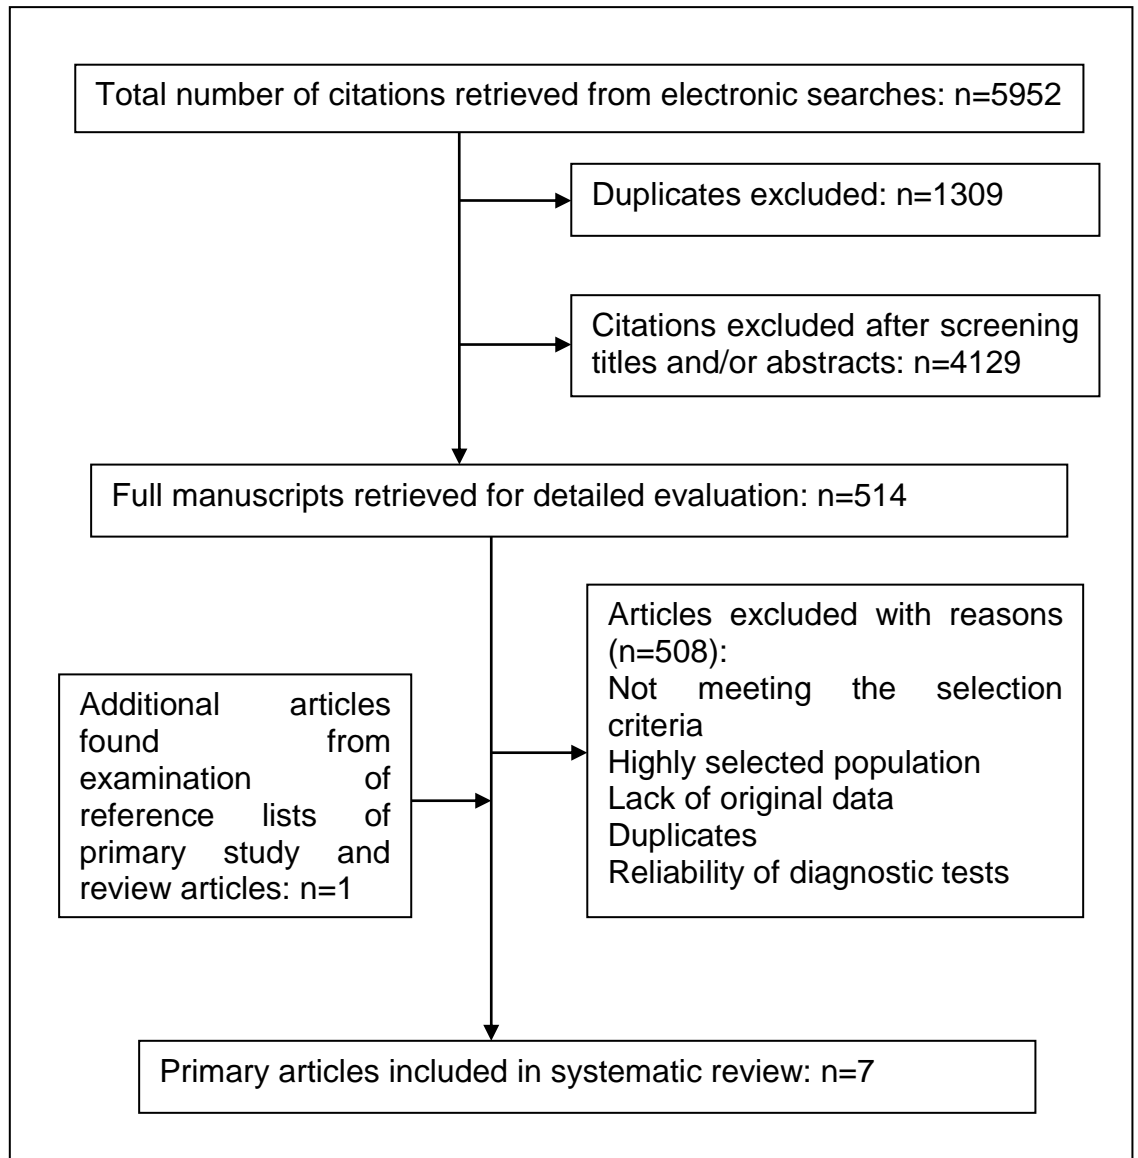 Total number of citations retrieved from electronic searches: n=5952
Duplicates excluded: n=1309
Citations excluded after screening
titles and/or abstracts: n=4129
Full manuscripts retrieved for detailed evaluation: n=514
Articles excluded with reasons
(n=508):
Not meeting the selection
criteria
Highly selected population
Lack of original data
Duplicates
Reliability of diagnostic tests
Additional articles
found from
examination of
reference lists of
primary study and
review articles: n=1
Primary articles included in systematic review: n=7